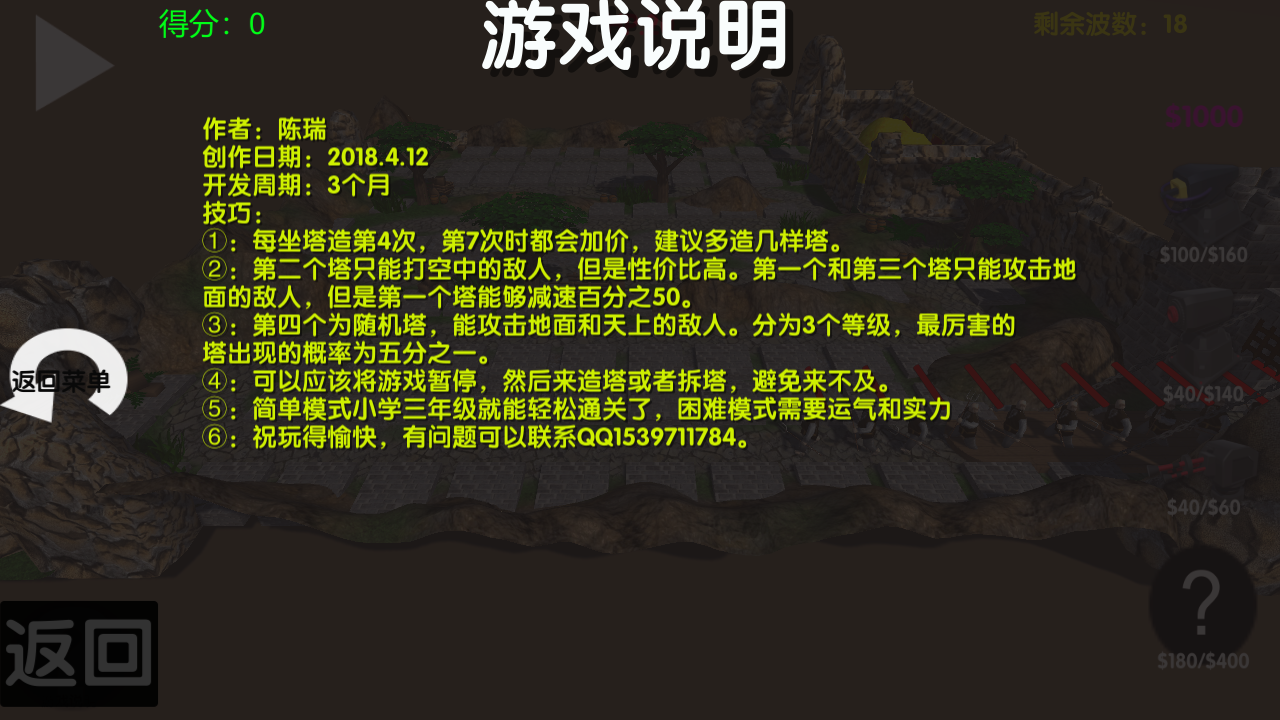 得分：0
游戏说明
剩余波数：18
$1000
作者：陈瑞
创作日期：2018.4.12
开发周期：3个月
技巧：
①：每坐塔造第4次，第7次时都会加价，建议多造几样塔。
②：第二个塔只能打空中的敌人，但是性价比高。第一个和第三个塔只能攻击地
面的敌人，但是第一个塔能够减速百分之50。
③：第四个为随机塔，能攻击地面和天上的敌人。分为3个等级，最厉害的
塔出现的概率为五分之一。
④：可以应该将游戏暂停，然后来造塔或者拆塔，避免来不及。
⑤：简单模式小学三年级就能轻松通关了，困难模式需要运气和实力
⑥：祝玩得愉快，有问题可以联系QQ1539711784。
$100/$160
返回菜单
$40/$140
$40/$60
?
$180/$400
返回